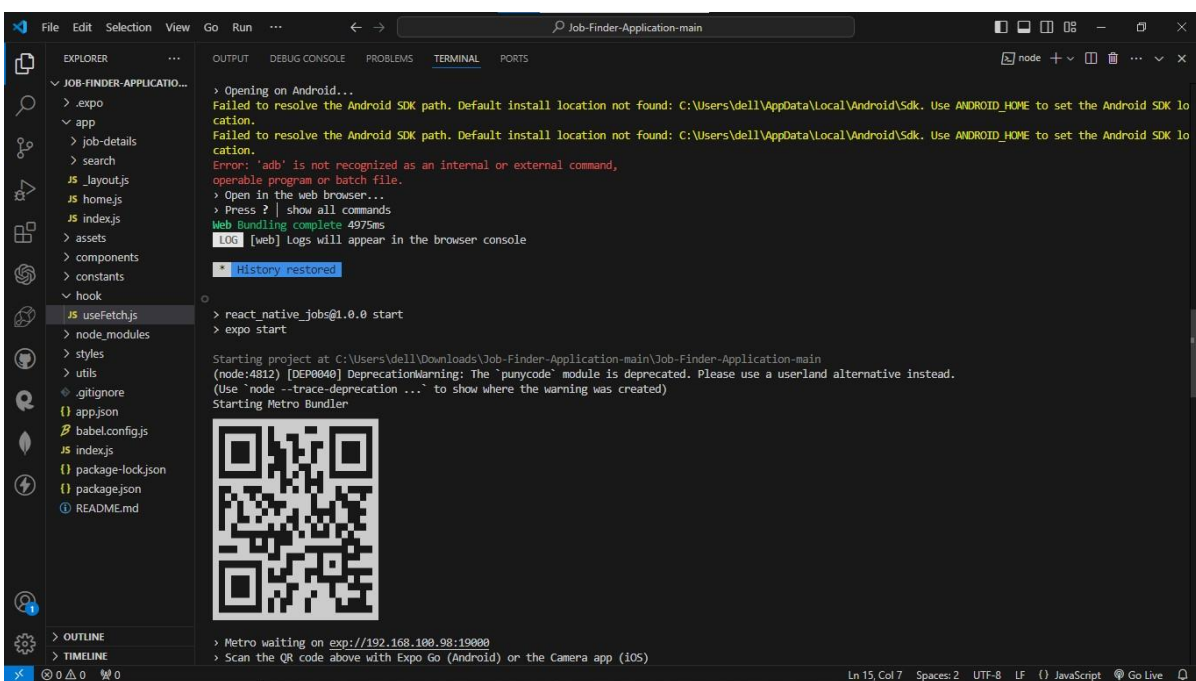 File Edit Selection View Go Run ··· Job-Finder-Application-main
EXPLORER ···
JOB-FINDER-APPLICATIO...
> .expo
app
> job-details
> search
JS _layout.js
JS home.js
JS index.js
> assets
> components
> constants
hook
JS useFetch.js
> node_modules
> styles
> utils
.gitignore
{} app.json
babel.config.js
JS index.js
{} package-lock.json
{} package.json
README.md
> OUTLINE
> TIMELINE
OUTPUT DEBUG CONSOLE PROBLEMS TERMINAL PORTS node
› Opening on Android...
Failed to resolve the Android SDK path. Default install location not found: C:\Users\dell\AppData\Local\Android\Sdk. Use ANDROID_HOME to set the Android SDK lo
cation.
Failed to resolve the Android SDK path. Default install location not found: C:\Users\dell\AppData\Local\Android\Sdk. Use ANDROID_HOME to set the Android SDK lo
cation.
Error: 'adb' is not recognized as an internal or external command,
operable program or batch file.
› Open in the web browser...
› Press ? | show all commands
Web Bundling complete 4975ms
LOG [web] Logs will appear in the browser console
* History restored
> react_native_jobs@1.0.0 start
> expo start
Starting project at C:\Users\dell\Downloads\Job-Finder-Application-main\Job-Finder-Application-main
(node:4812) [DEP0040] DeprecationWarning: The `punycode` module is deprecated. Please use a userland alternative instead.
(Use `node --trace-deprecation ...` to show where the warning was created)
Starting Metro Bundler
› Metro waiting on exp://192.168.100.98:19000
› Scan the QR code above with Expo Go (Android) or the Camera app (iOS)
1
0 0 0 Ln 15, Col 7 Spaces: 2 UTF-8 LF {} JavaScript Go Live